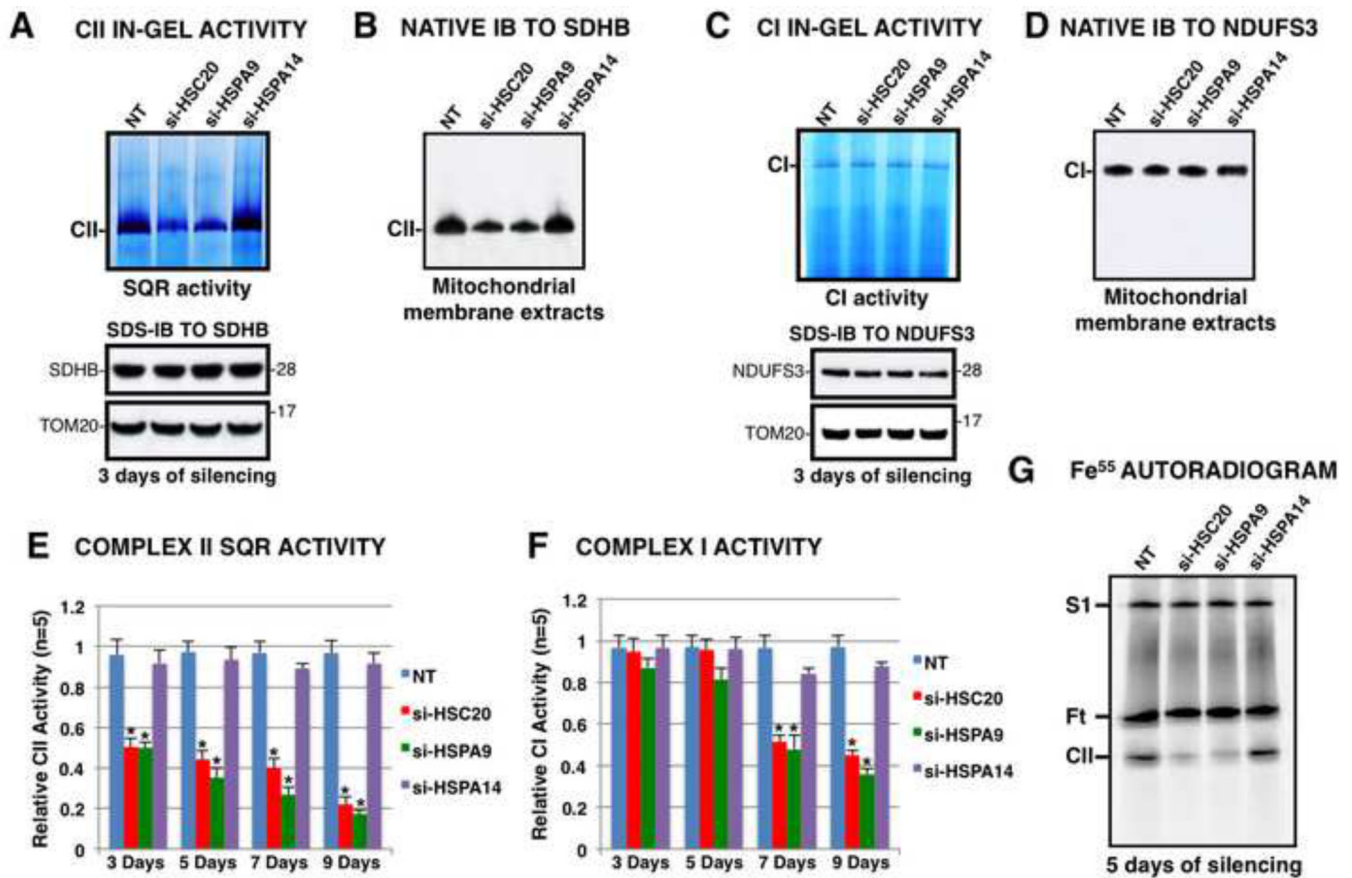 A CII IN-GEL ACTIVITY
NT si-HSC20 si-HSPA9 si-HSPA14
CII-
SQR activity
SDS-IB TO SDHB
SDHB- -28
-17
TOM20-
3 days of silencing
B NATIVE IB TO SDHB
NT si-HSC20 si-HSPA9 si-HSPA14
CII-
Mitochondrial
membrane extracts
C CI IN-GEL ACTIVITY
NT si-HSC20 si-HSPA9 si-HSPA14
CI-
CI activity
SDS-IB TO NDUFS3
NDUFS3- -28
-17
TOM20-
3 days of silencing
D NATIVE IB TO NDUFS3
NT si-HSC20 si-HSPA9 si-HSPA14
CI-
Mitochondrial
membrane extracts
E COMPLEX II SQR ACTIVITY
Relative CII Activity (n=5)
1.2
1
0.8
0.6
0.4
0.2
0
* * * * * * * *
3 Days 5 Days 7 Days 9 Days
NT
si-HSC20
si-HSPA9
si-HSPA14
F COMPLEX I ACTIVITY
Relative CI Activity (n=5)
1.2
1
0.8
0.6
0.4
0.2
0
* * * *
3 Days 5 Days 7 Days 9 Days
NT
si-HSC20
si-HSPA9
si-HSPA14
G Fe⁵⁵ AUTORADIOGRAM
NT si-HSC20 si-HSPA9 si-HSPA14
S1
Ft
CII
5 days of silencing